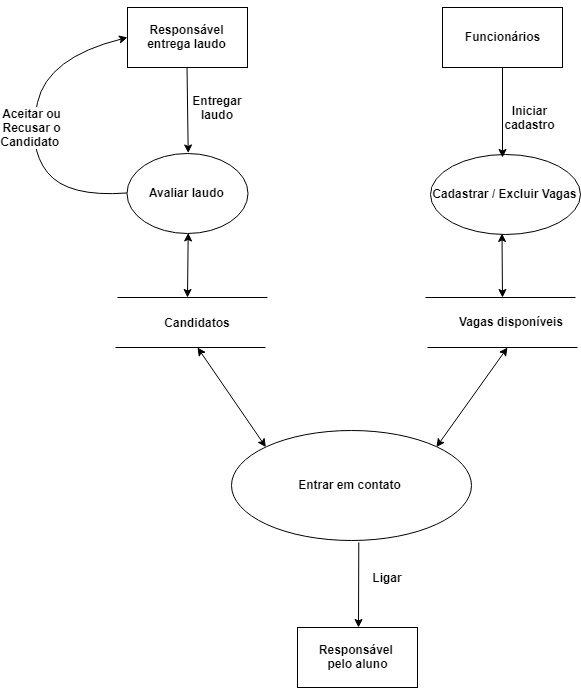 Responsável
entrega laudo
Funcionários
Entregar
laudo
Iniciar
cadastro
Aceitar ou
Recusar o
Candidato
Avaliar laudo
Cadastrar / Excluir Vagas
Candidatos
Vagas disponíveis
Entrar em contato
Ligar
Responsável
pelo aluno